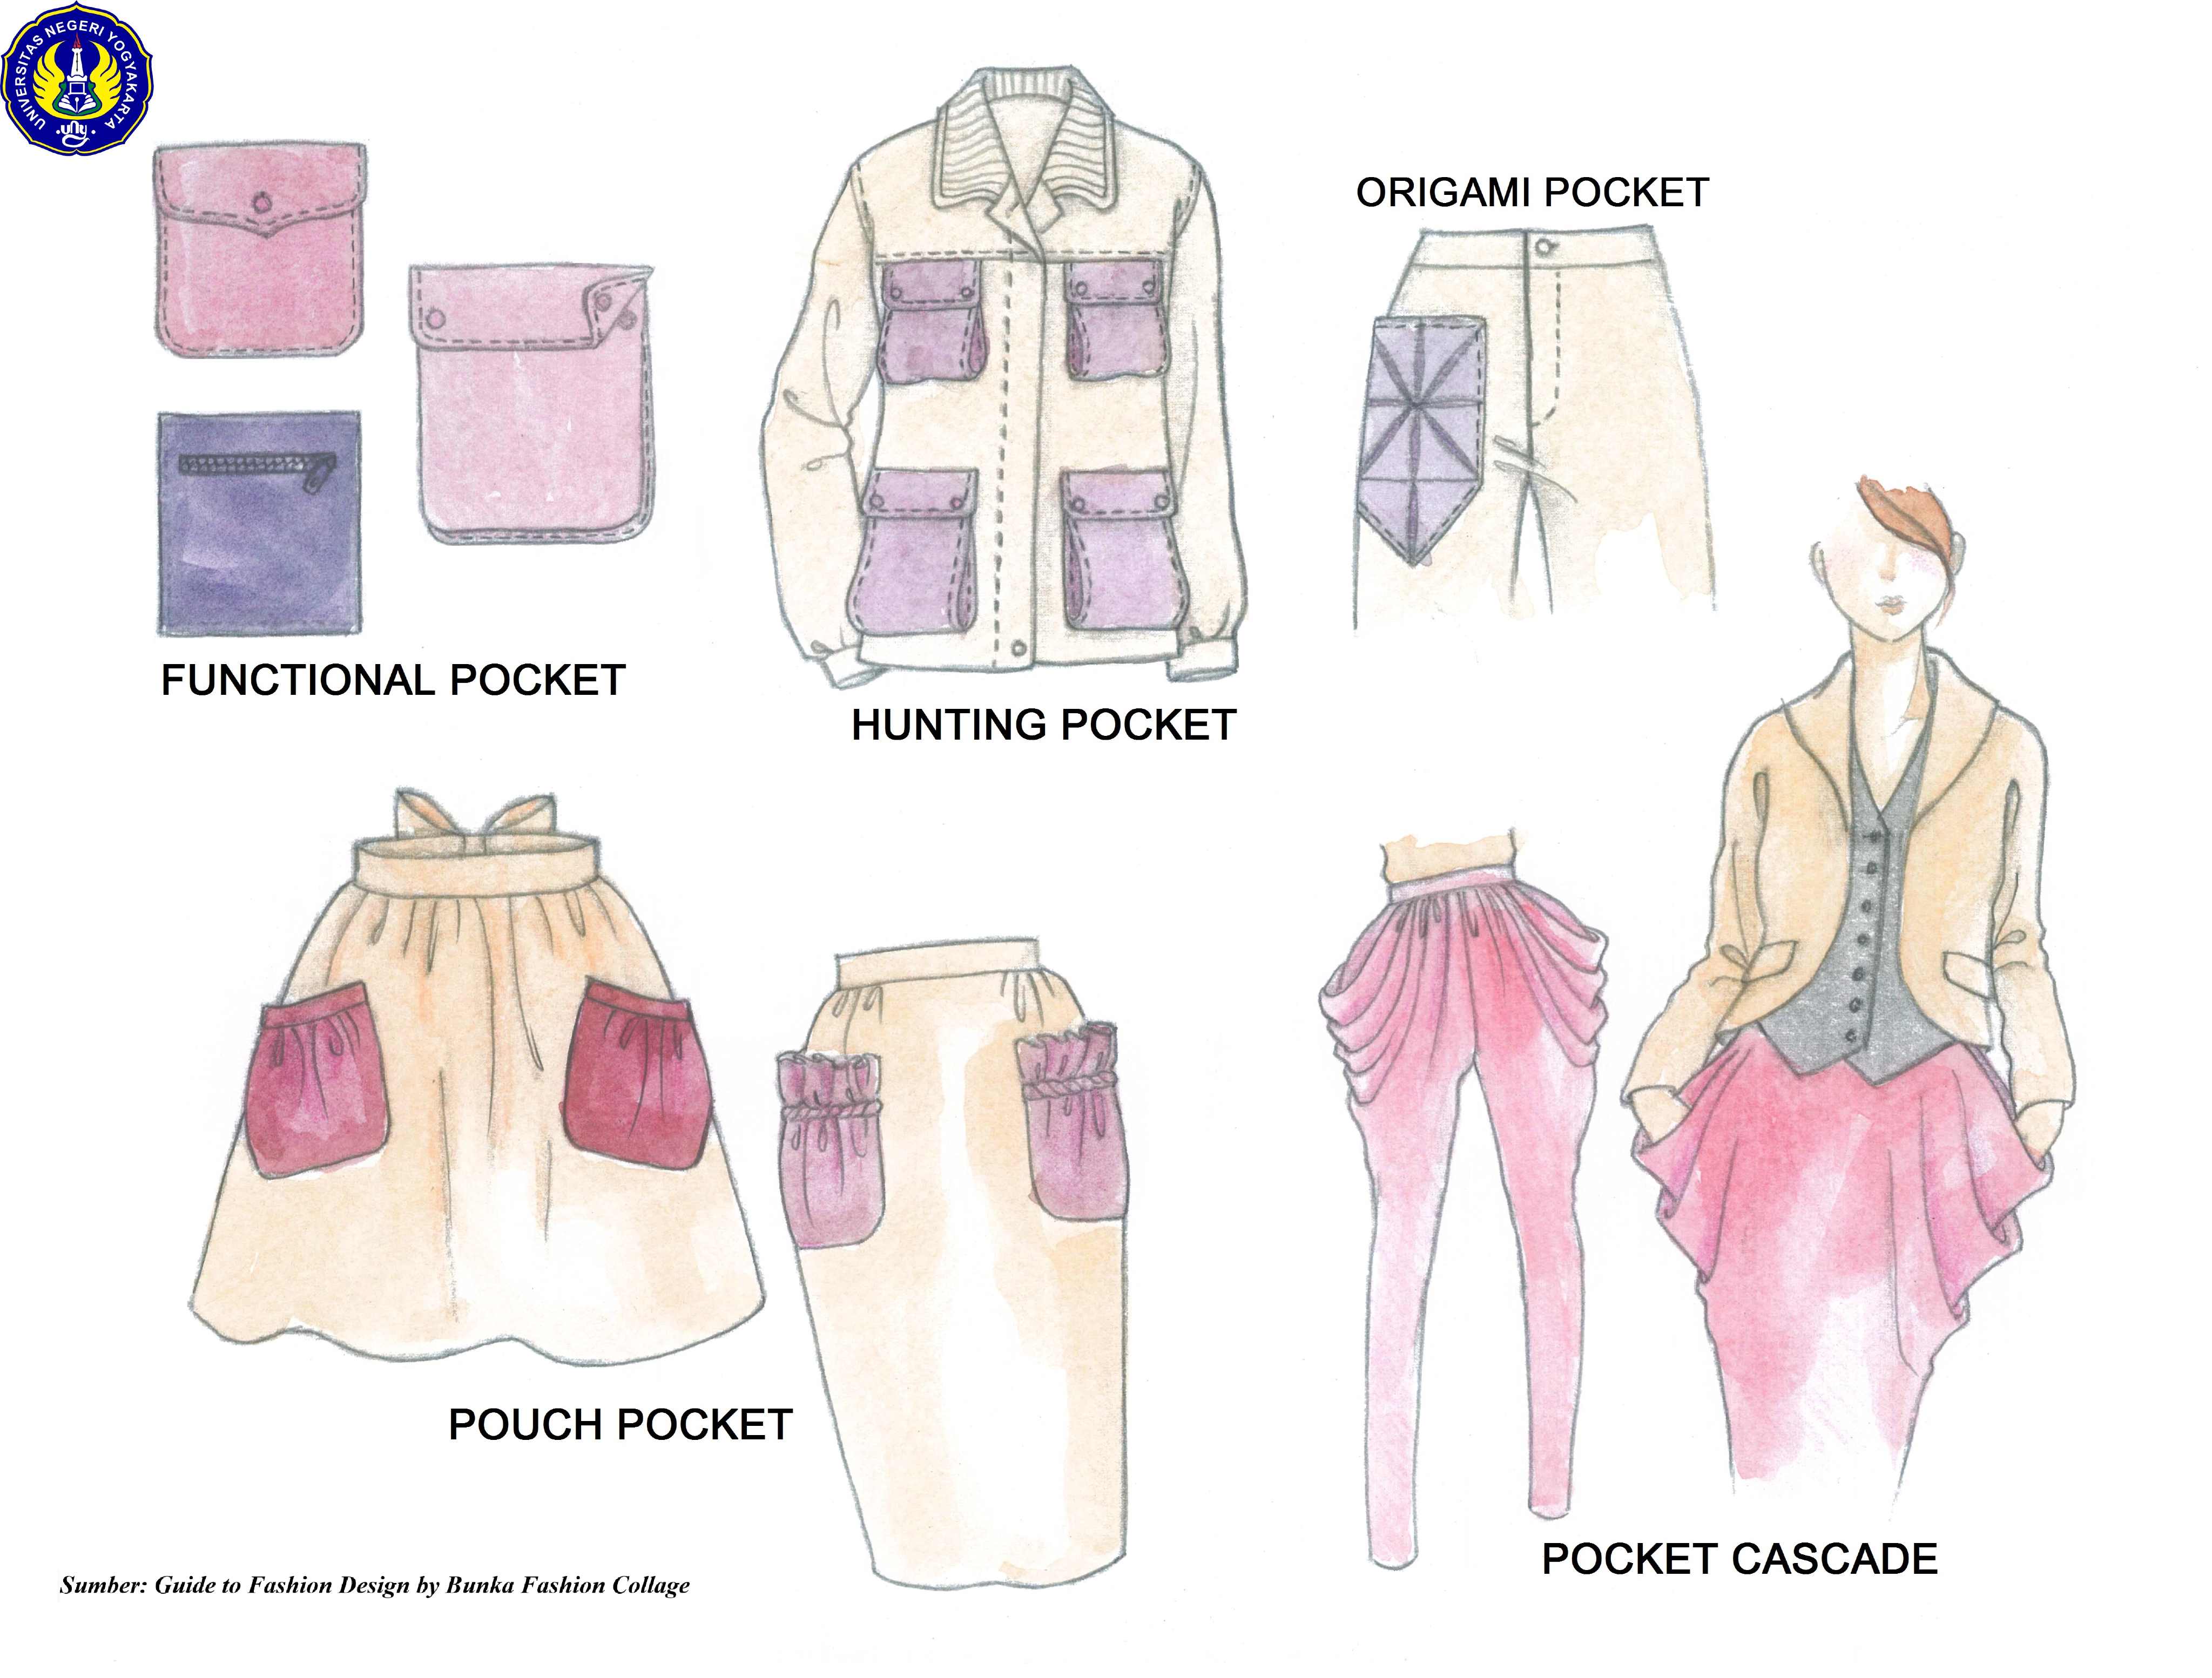 UNIVERSITAS NEGERI YOGYAKARTA
uny
ORIGAMI POCKET
FUNCTIONAL POCKET
HUNTING POCKET
POUCH POCKET
POCKET CASCADE
Sumber: Guide to Fashion Design by Bunka Fashion Collage